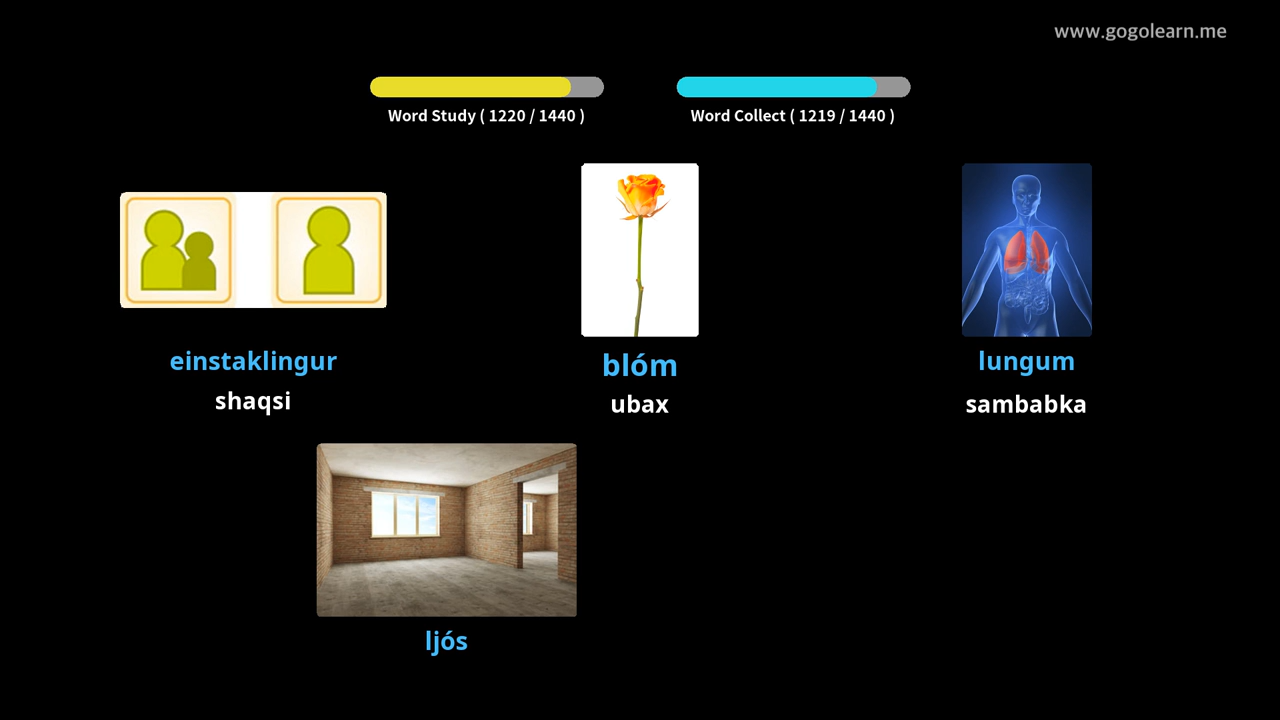 www.gogolearn.me
Word Study ( 1220 / 1440 )
Word Collect ( 1219 / 1440 )
einstaklingur
shaqsi
blóm
ubax
lungum
sambabka
ljós